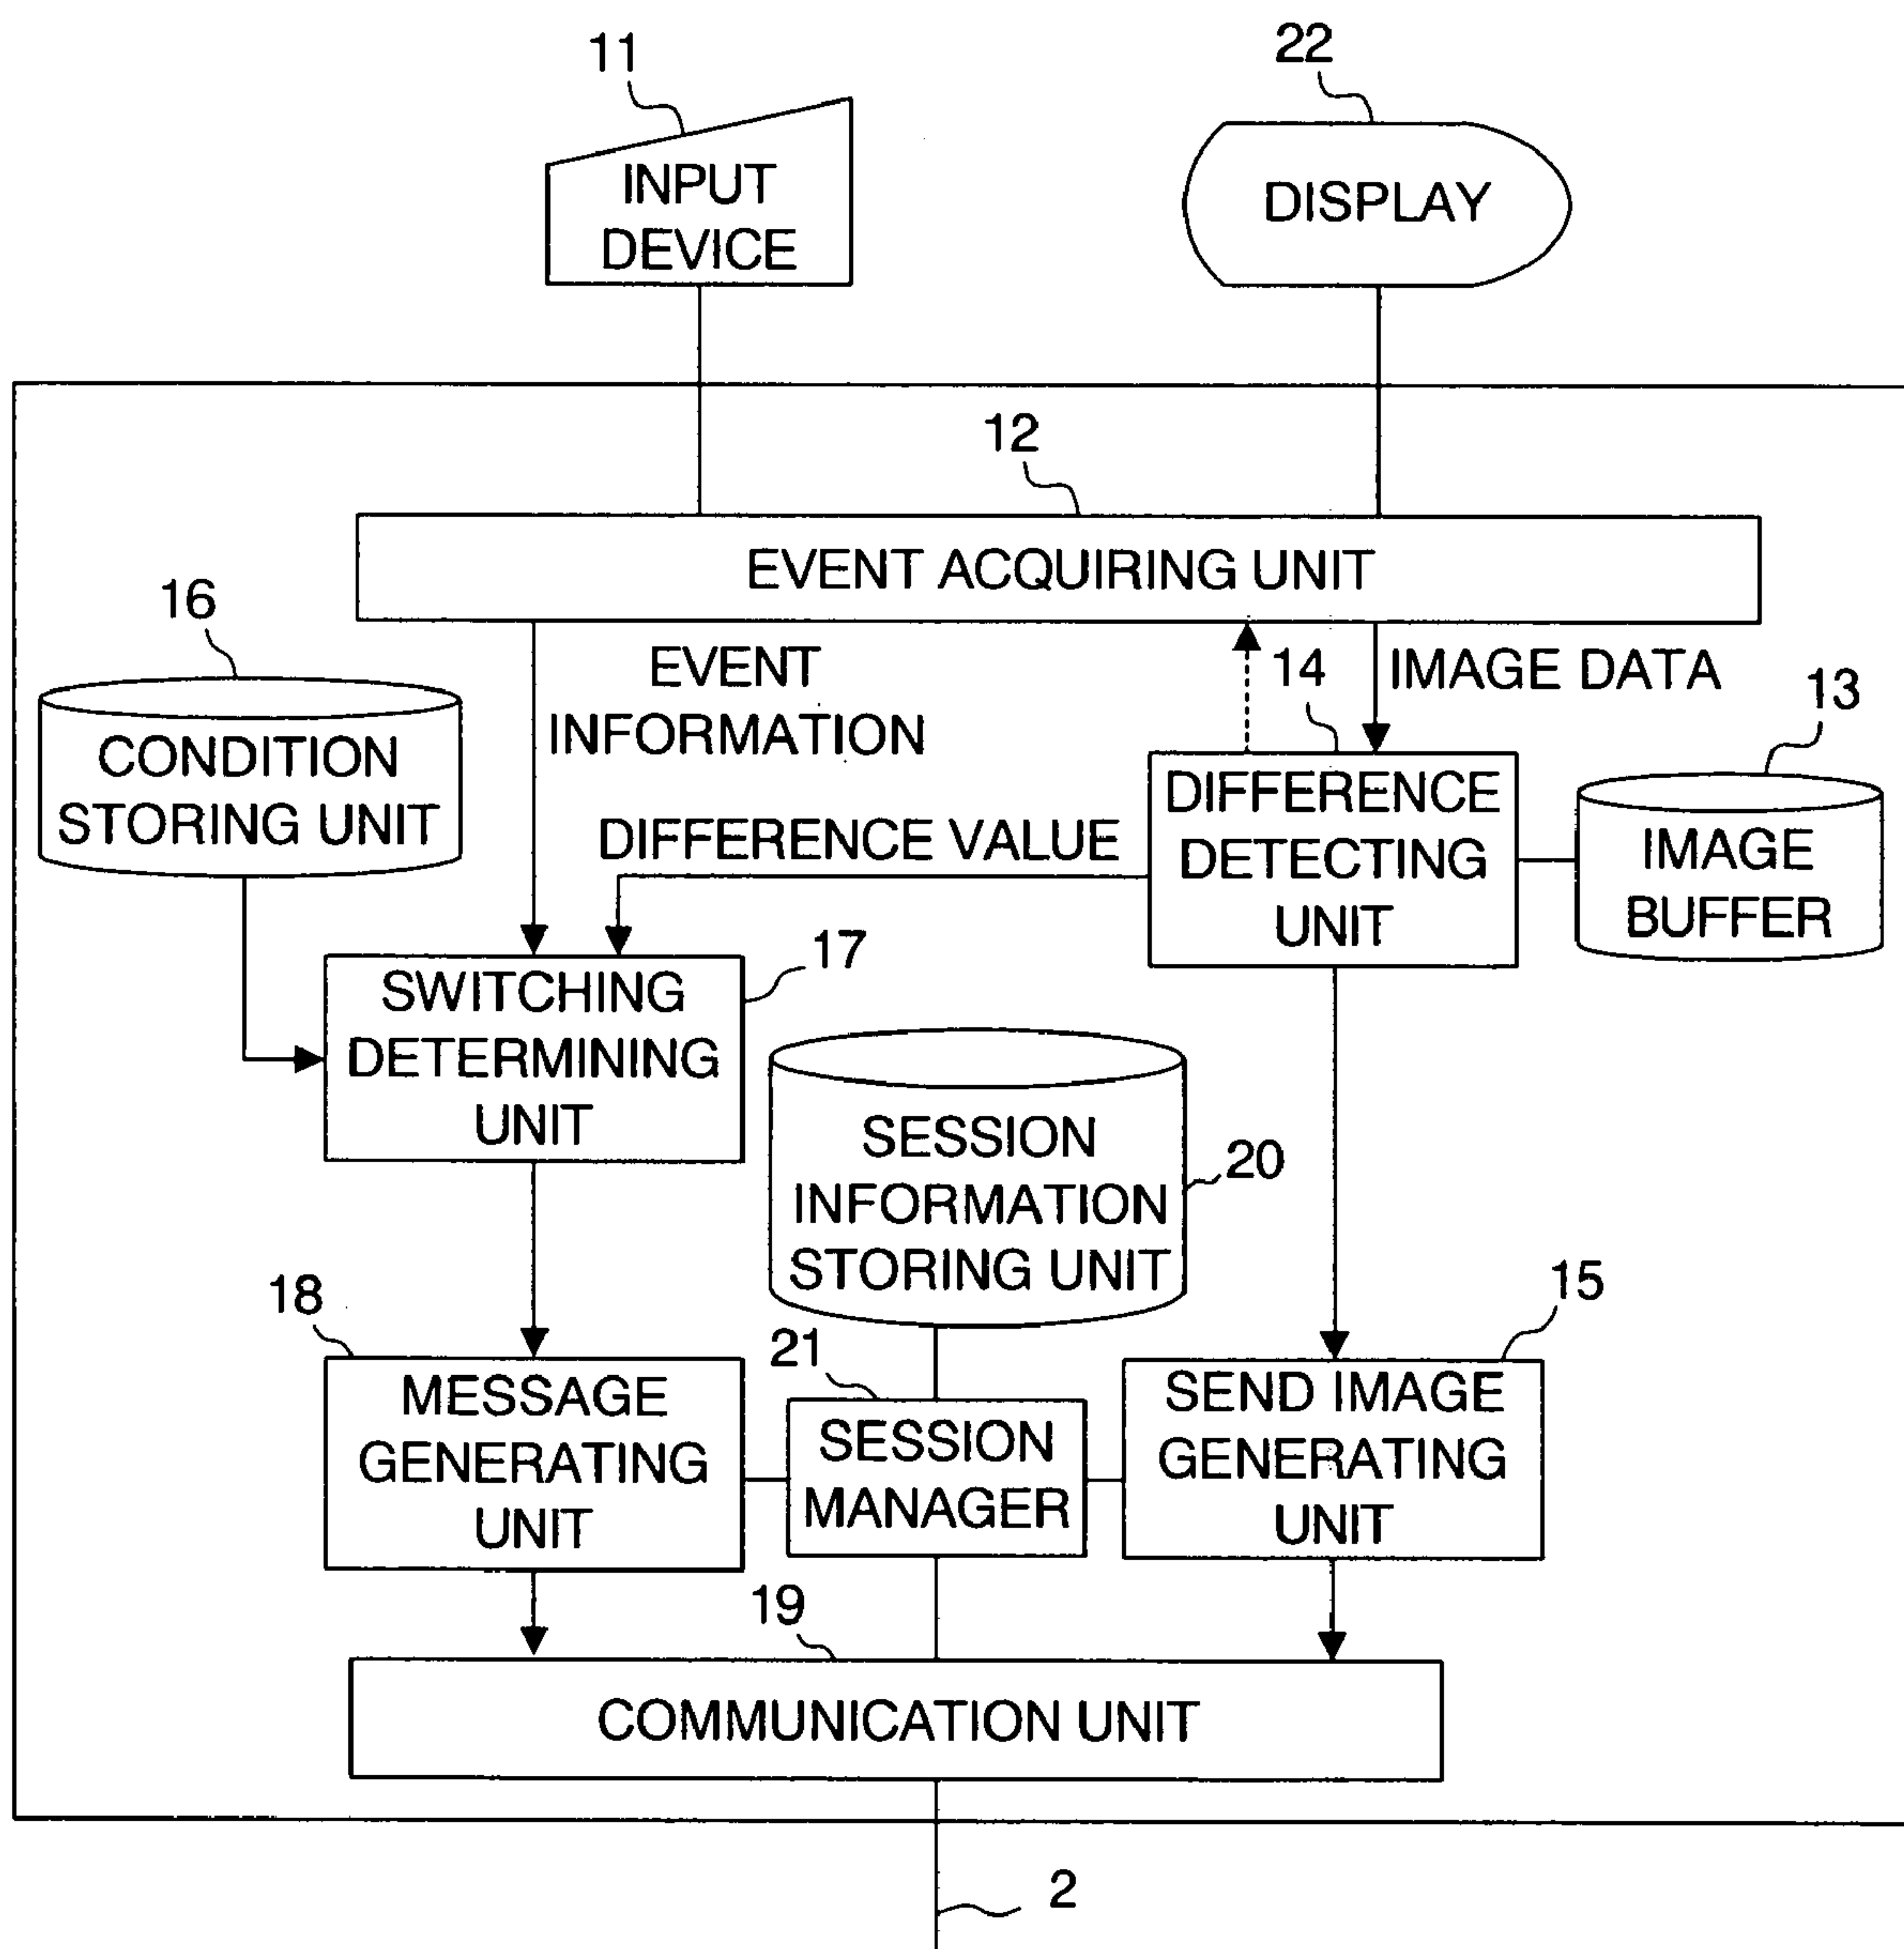 11
22
INPUT
DEVICE
DISPLAY
12
EVENT ACQUIRING UNIT
16
EVENT
INFORMATION
14
IMAGE DATA
13
CONDITION
STORING UNIT
DIFFERENCE VALUE
DIFFERENCE
DETECTING
UNIT
IMAGE
BUFFER
17
SWITCHING
DETERMINING
UNIT
SESSION
INFORMATION
STORING UNIT
20
18
21
15
MESSAGE
GENERATING
UNIT
SESSION
MANAGER
SEND IMAGE
GENERATING
UNIT
19
COMMUNICATION UNIT
2